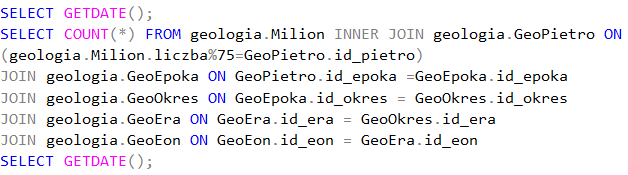 SELECT GETDATE();
SELECT COUNT(*) FROM geologia.Milion INNER JOIN geologia.GeoPietro ON
(geologia.Milion.liczba%75=GeoPietro.id_pietro)
JOIN geologia.GeoEpoka ON GeoPietro.id_epoka =GeoEpoka.id_epoka
JOIN geologia.GeoOkres ON GeoEpoka.id_okres = GeoOkres.id_okres
JOIN geologia.GeoEra ON GeoEra.id_era = GeoOkres.id_era
JOIN geologia.GeoEon ON GeoEon.id_eon = GeoEra.id_eon
SELECT GETDATE();